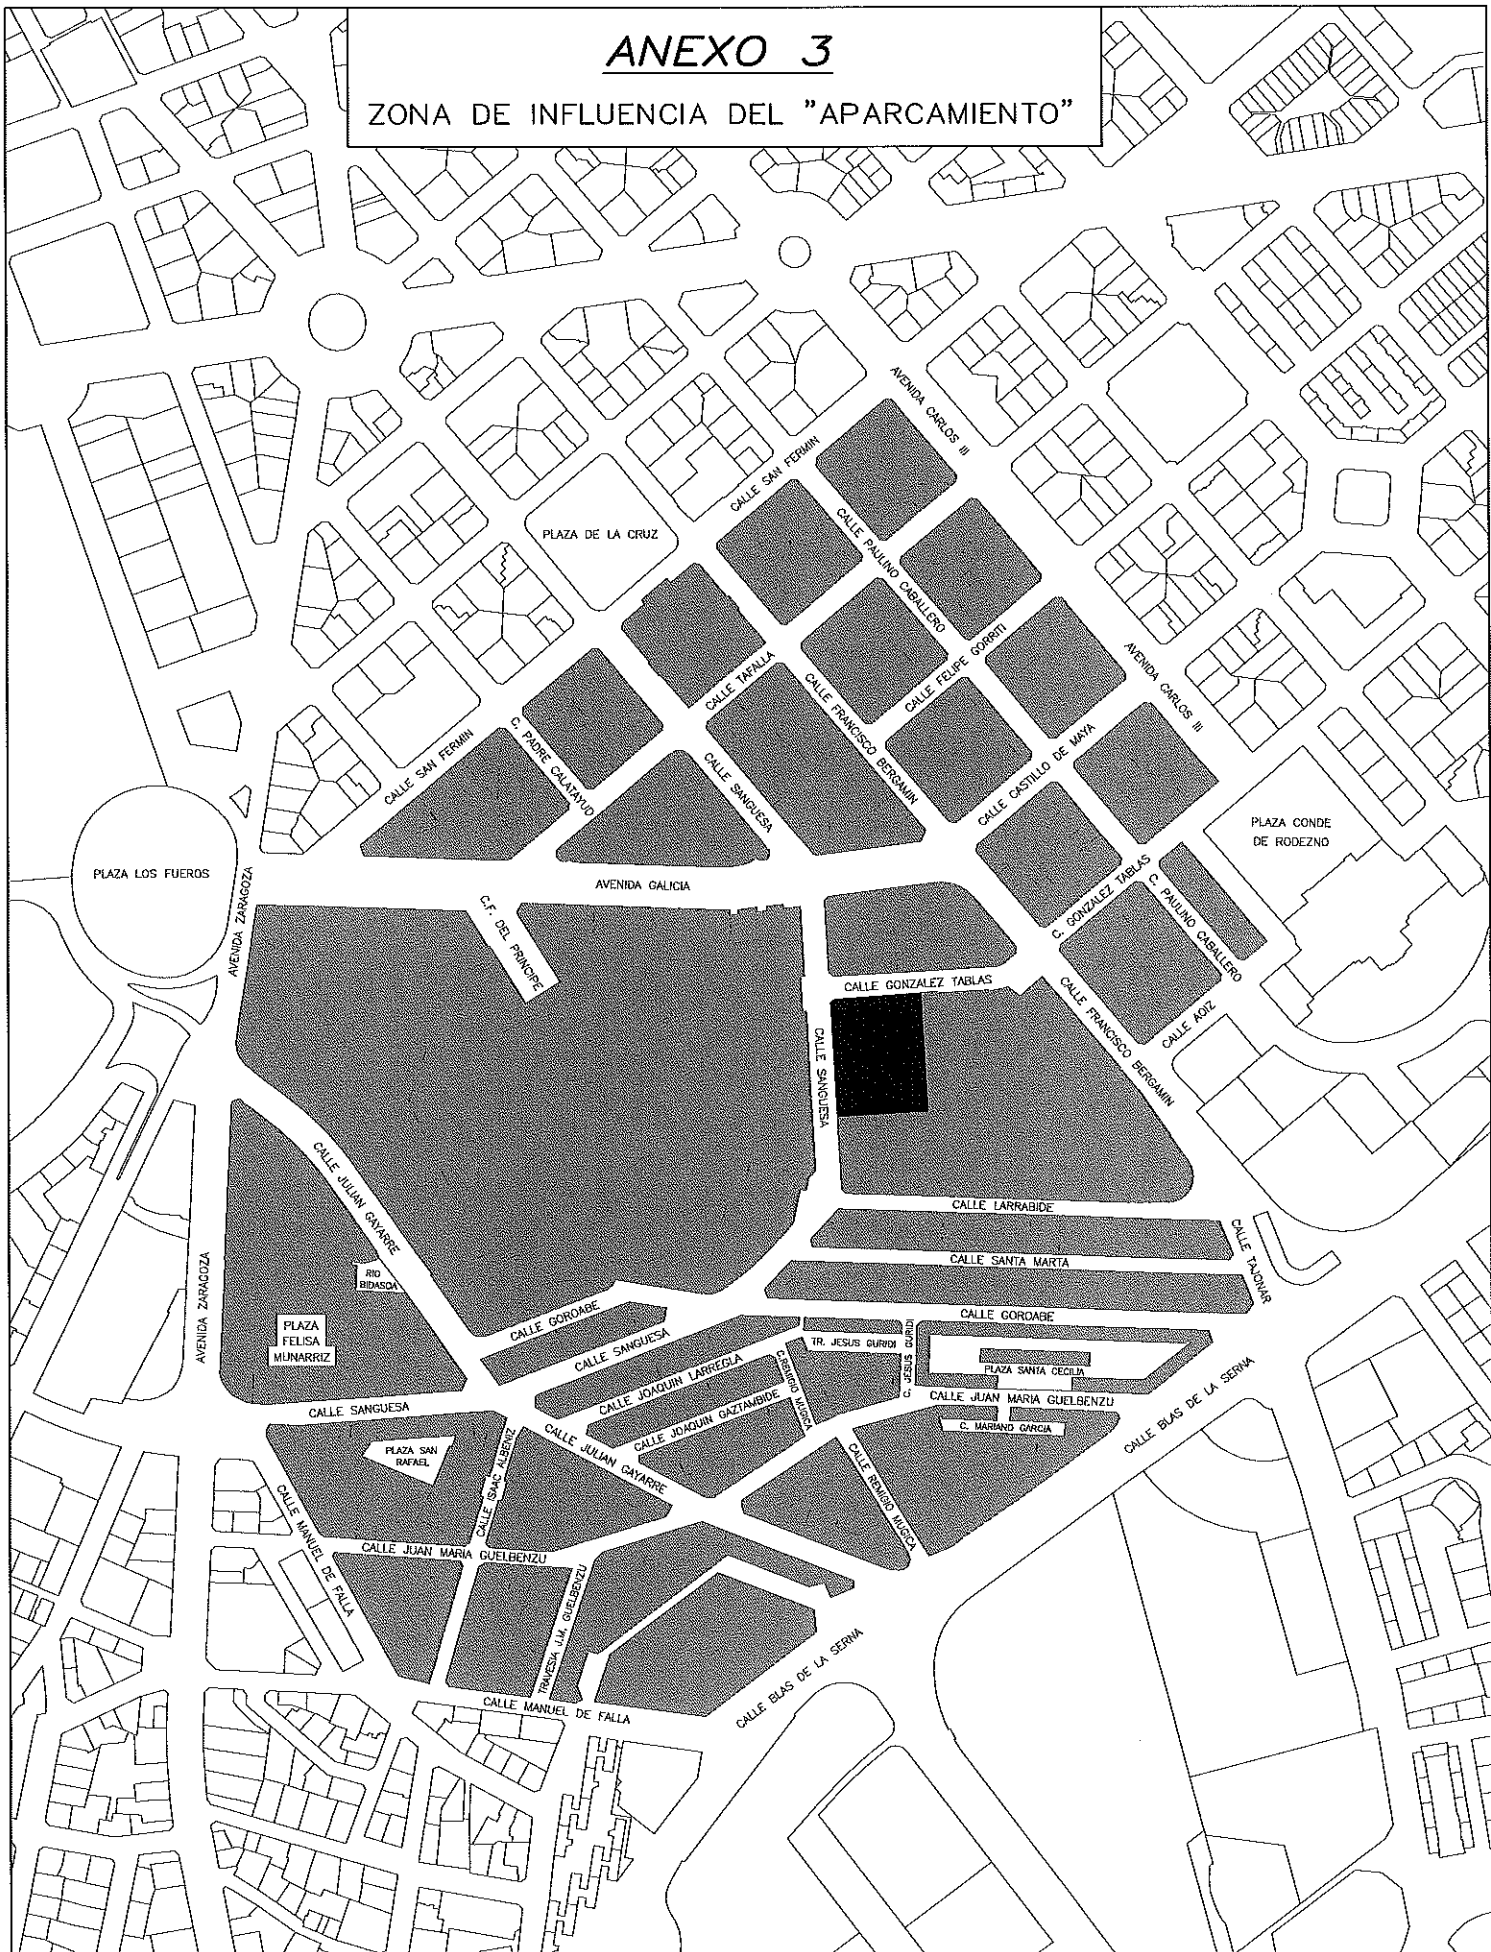 ANEXO 3
ZONA DE INFLUENCIA DEL "APARCAMIENTO"
AVENIDA CARLOS III
CALLE SAN FERMIN
PLAZA DE LA CRUZ
CALLE PAULINO CABALLERO
CALLE FELIPE GORRITI
AVENIDA CARLOS III
CALLE TAFALLA
CALLE FRANCISCO BERGAMIN
CALLE SAN FERMIN
C. PADRE CALATAYUD
CALLE SANGUESA
CALLE CASTILLO DE MAYA
PLAZA CONDE
DE RODEZNO
PLAZA LOS FUEROS
AVENIDA ZARAGOZA
AVENIDA GALICIA
C.F. DEL PRINCIPE
C. GONZALEZ TABLAS
C. PAULINO CABALLERO
CALLE GONZALEZ TABLAS
CALLE FRANCISCO BERGAMIN
CALLE AOIZ
CALLE SANGUESA
CALLE JULIAN GAYARRE
CALLE LARRABIDE
CALLE SANTA MARTA
CALLE TAJONAR
AVENIDA ZARAGOZA
RIO
BIDASOA
PLAZA
FELISA
MUNARRIZ
CALLE GOROABE
CALLE GOROABE
CALLE SANGUESA
TR. JESUS GURIDI
C. JESUS GURIDI
PLAZA SANTA CECILIA
CALLE JOAQUIN LARREGLA
C.REMIGIO MUGICA
CALLE JOAQUIN GAZTAMBIDE
CALLE JUAN MARIA GUELBENZU
C. MARIANO GARCIA
CALLE BLAS DE LA SERNA
CALLE SANGUESA
PLAZA SAN
RAFAEL
CALLE ISAAC ALBENIZ
CALLE JULIAN GAYARRE
CALLE REMIGIO MUGICA
CALLE MANUEL DE FALLA
CALLE JUAN MARIA GUELBENZU
TRAVESIA J.M. GUELBENZU
CALLE MANUEL DE FALLA
CALLE BLAS DE LA SERNA